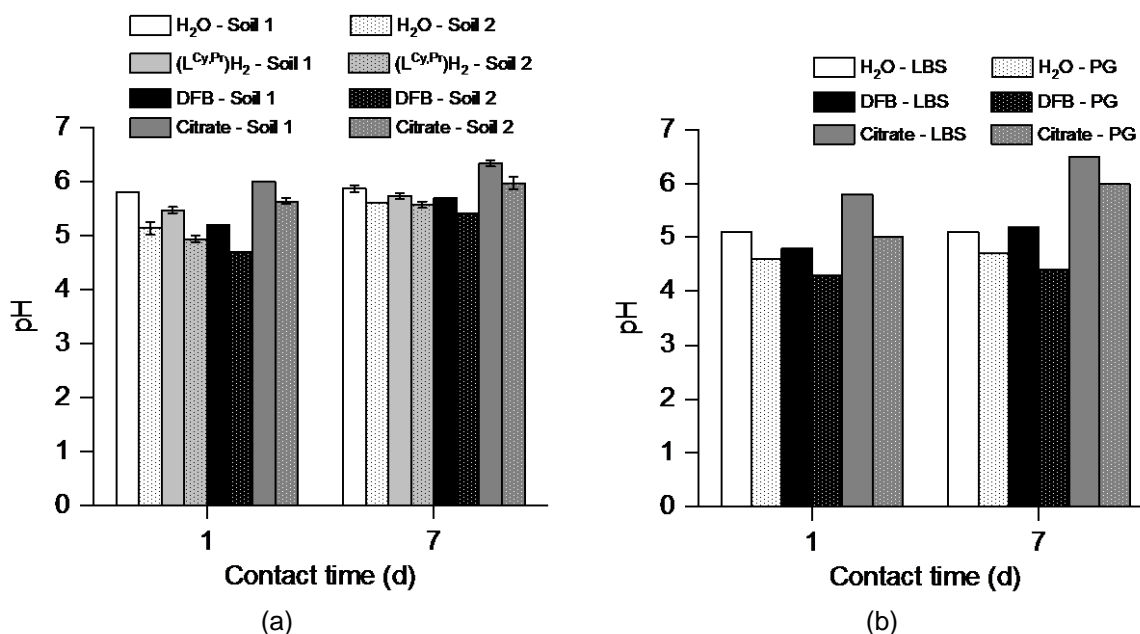 H₂O - Soil 1
H₂O - Soil 2
(L^Cy,Pr)H₂ - Soil 1
(L^Cy,Pr)H₂ - Soil 2
DFB - Soil 1
DFB - Soil 2
Citrate - Soil 1
Citrate - Soil 2
7
6
5
4
3
2
1
0
pH
1
7
Contact time (d)
(a)
H₂O - LBS
H₂O - PG
DFB - LBS
DFB - PG
Citrate - LBS
Citrate - PG
7
6
5
4
3
2
1
0
pH
1
7
Contact time (d)
(b)